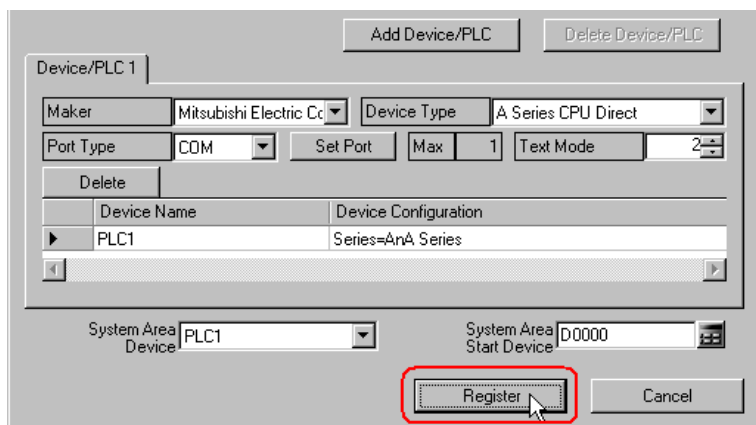 Add Device/PLC Delete Device/PLC
Device/PLC 1
Maker Mitsubishi Electric Co Device Type A Series CPU Direct
Port Type COM Set Port Max 1 Text Mode 2
Delete
Device Name Device Configuration
PLC1 Series=AnA Series
System Area Device PLC1 System Area Start Device D0000
Register Cancel